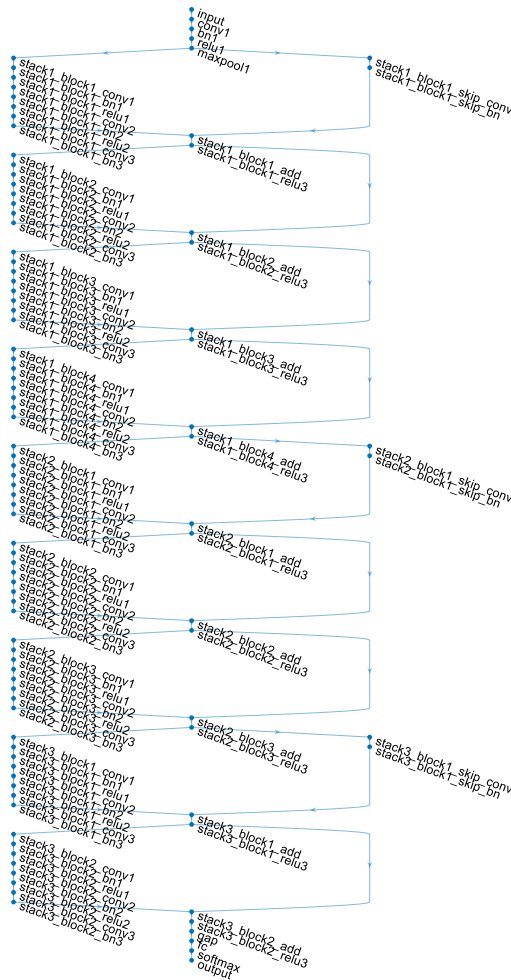 input
conv1
bn1
relu1
maxpool1
stack1_block1_conv1
stack1_block1_bn1
stack1_block1_relu1
stack1_block1_conv2
stack1_block1_bn2
stack1_block1_relu2
stack1_block1_conv3
stack1_block1_bn3
stack1_block1_skip_conv
stack1_block1_skip_bn
stack1_block1_add
stack1_block1_relu3
stack1_block2_conv1
stack1_block2_bn1
stack1_block2_relu1
stack1_block2_conv2
stack1_block2_bn2
stack1_block2_relu2
stack1_block2_conv3
stack1_block2_bn3
stack1_block2_add
stack1_block2_relu3
stack1_block3_conv1
stack1_block3_bn1
stack1_block3_relu1
stack1_block3_conv2
stack1_block3_bn2
stack1_block3_relu2
stack1_block3_conv3
stack1_block3_bn3
stack1_block3_add
stack1_block3_relu3
stack1_block4_conv1
stack1_block4_bn1
stack1_block4_relu1
stack1_block4_conv2
stack1_block4_bn2
stack1_block4_relu2
stack1_block4_conv3
stack1_block4_bn3
stack1_block4_add
stack1_block4_relu3
stack2_block1_conv1
stack2_block1_bn1
stack2_block1_relu1
stack2_block1_conv2
stack2_block1_bn2
stack2_block1_relu2
stack2_block1_conv3
stack2_block1_bn3
stack2_block1_skip_conv
stack2_block1_skip_bn
stack2_block1_add
stack2_block1_relu3
stack2_block2_conv1
stack2_block2_bn1
stack2_block2_relu1
stack2_block2_conv2
stack2_block2_bn2
stack2_block2_relu2
stack2_block2_conv3
stack2_block2_bn3
stack2_block2_add
stack2_block2_relu3
stack2_block3_conv1
stack2_block3_bn1
stack2_block3_relu1
stack2_block3_conv2
stack2_block3_bn2
stack2_block3_relu2
stack2_block3_conv3
stack2_block3_bn3
stack2_block3_add
stack2_block3_relu3
stack3_block1_conv1
stack3_block1_bn1
stack3_block1_relu1
stack3_block1_conv2
stack3_block1_bn2
stack3_block1_relu2
stack3_block1_conv3
stack3_block1_bn3
stack3_block1_skip_conv
stack3_block1_skip_bn
stack3_block1_add
stack3_block1_relu3
stack3_block2_conv1
stack3_block2_bn1
stack3_block2_relu1
stack3_block2_conv2
stack3_block2_bn2
stack3_block2_relu2
stack3_block2_conv3
stack3_block2_bn3
stack3_block2_add
stack3_block2_relu3
gap
fc
softmax
output